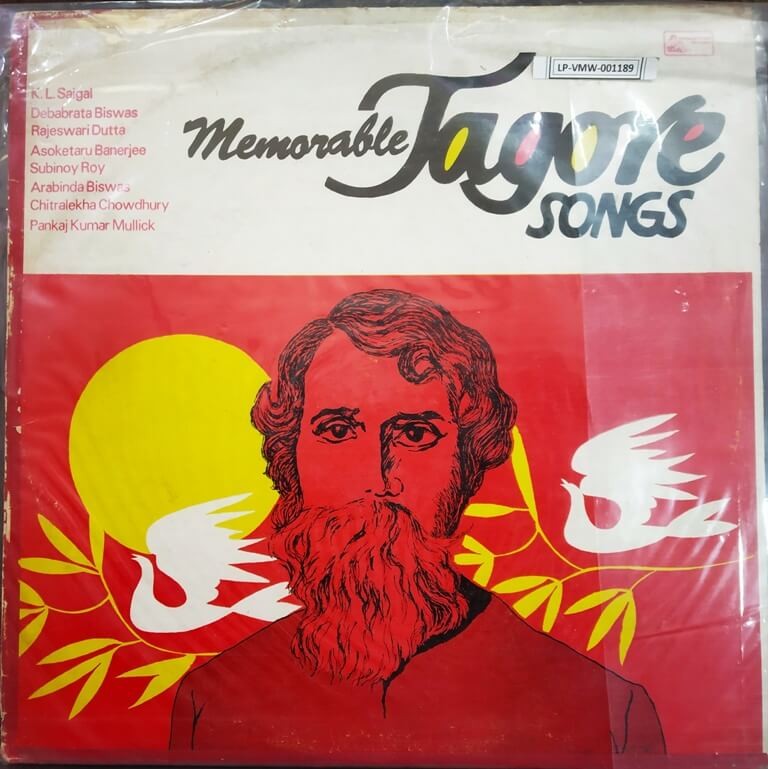 LP-VMW-001189
K. L. Saigal
Debabrata Biswas
Rajeswari Dutta
Asoketaru Banerjee
Subinoy Roy
Arabinda Biswas
Chitralekha Chowdhury
Pankaj Kumar Mullick
Memorable Tagore
SONGS